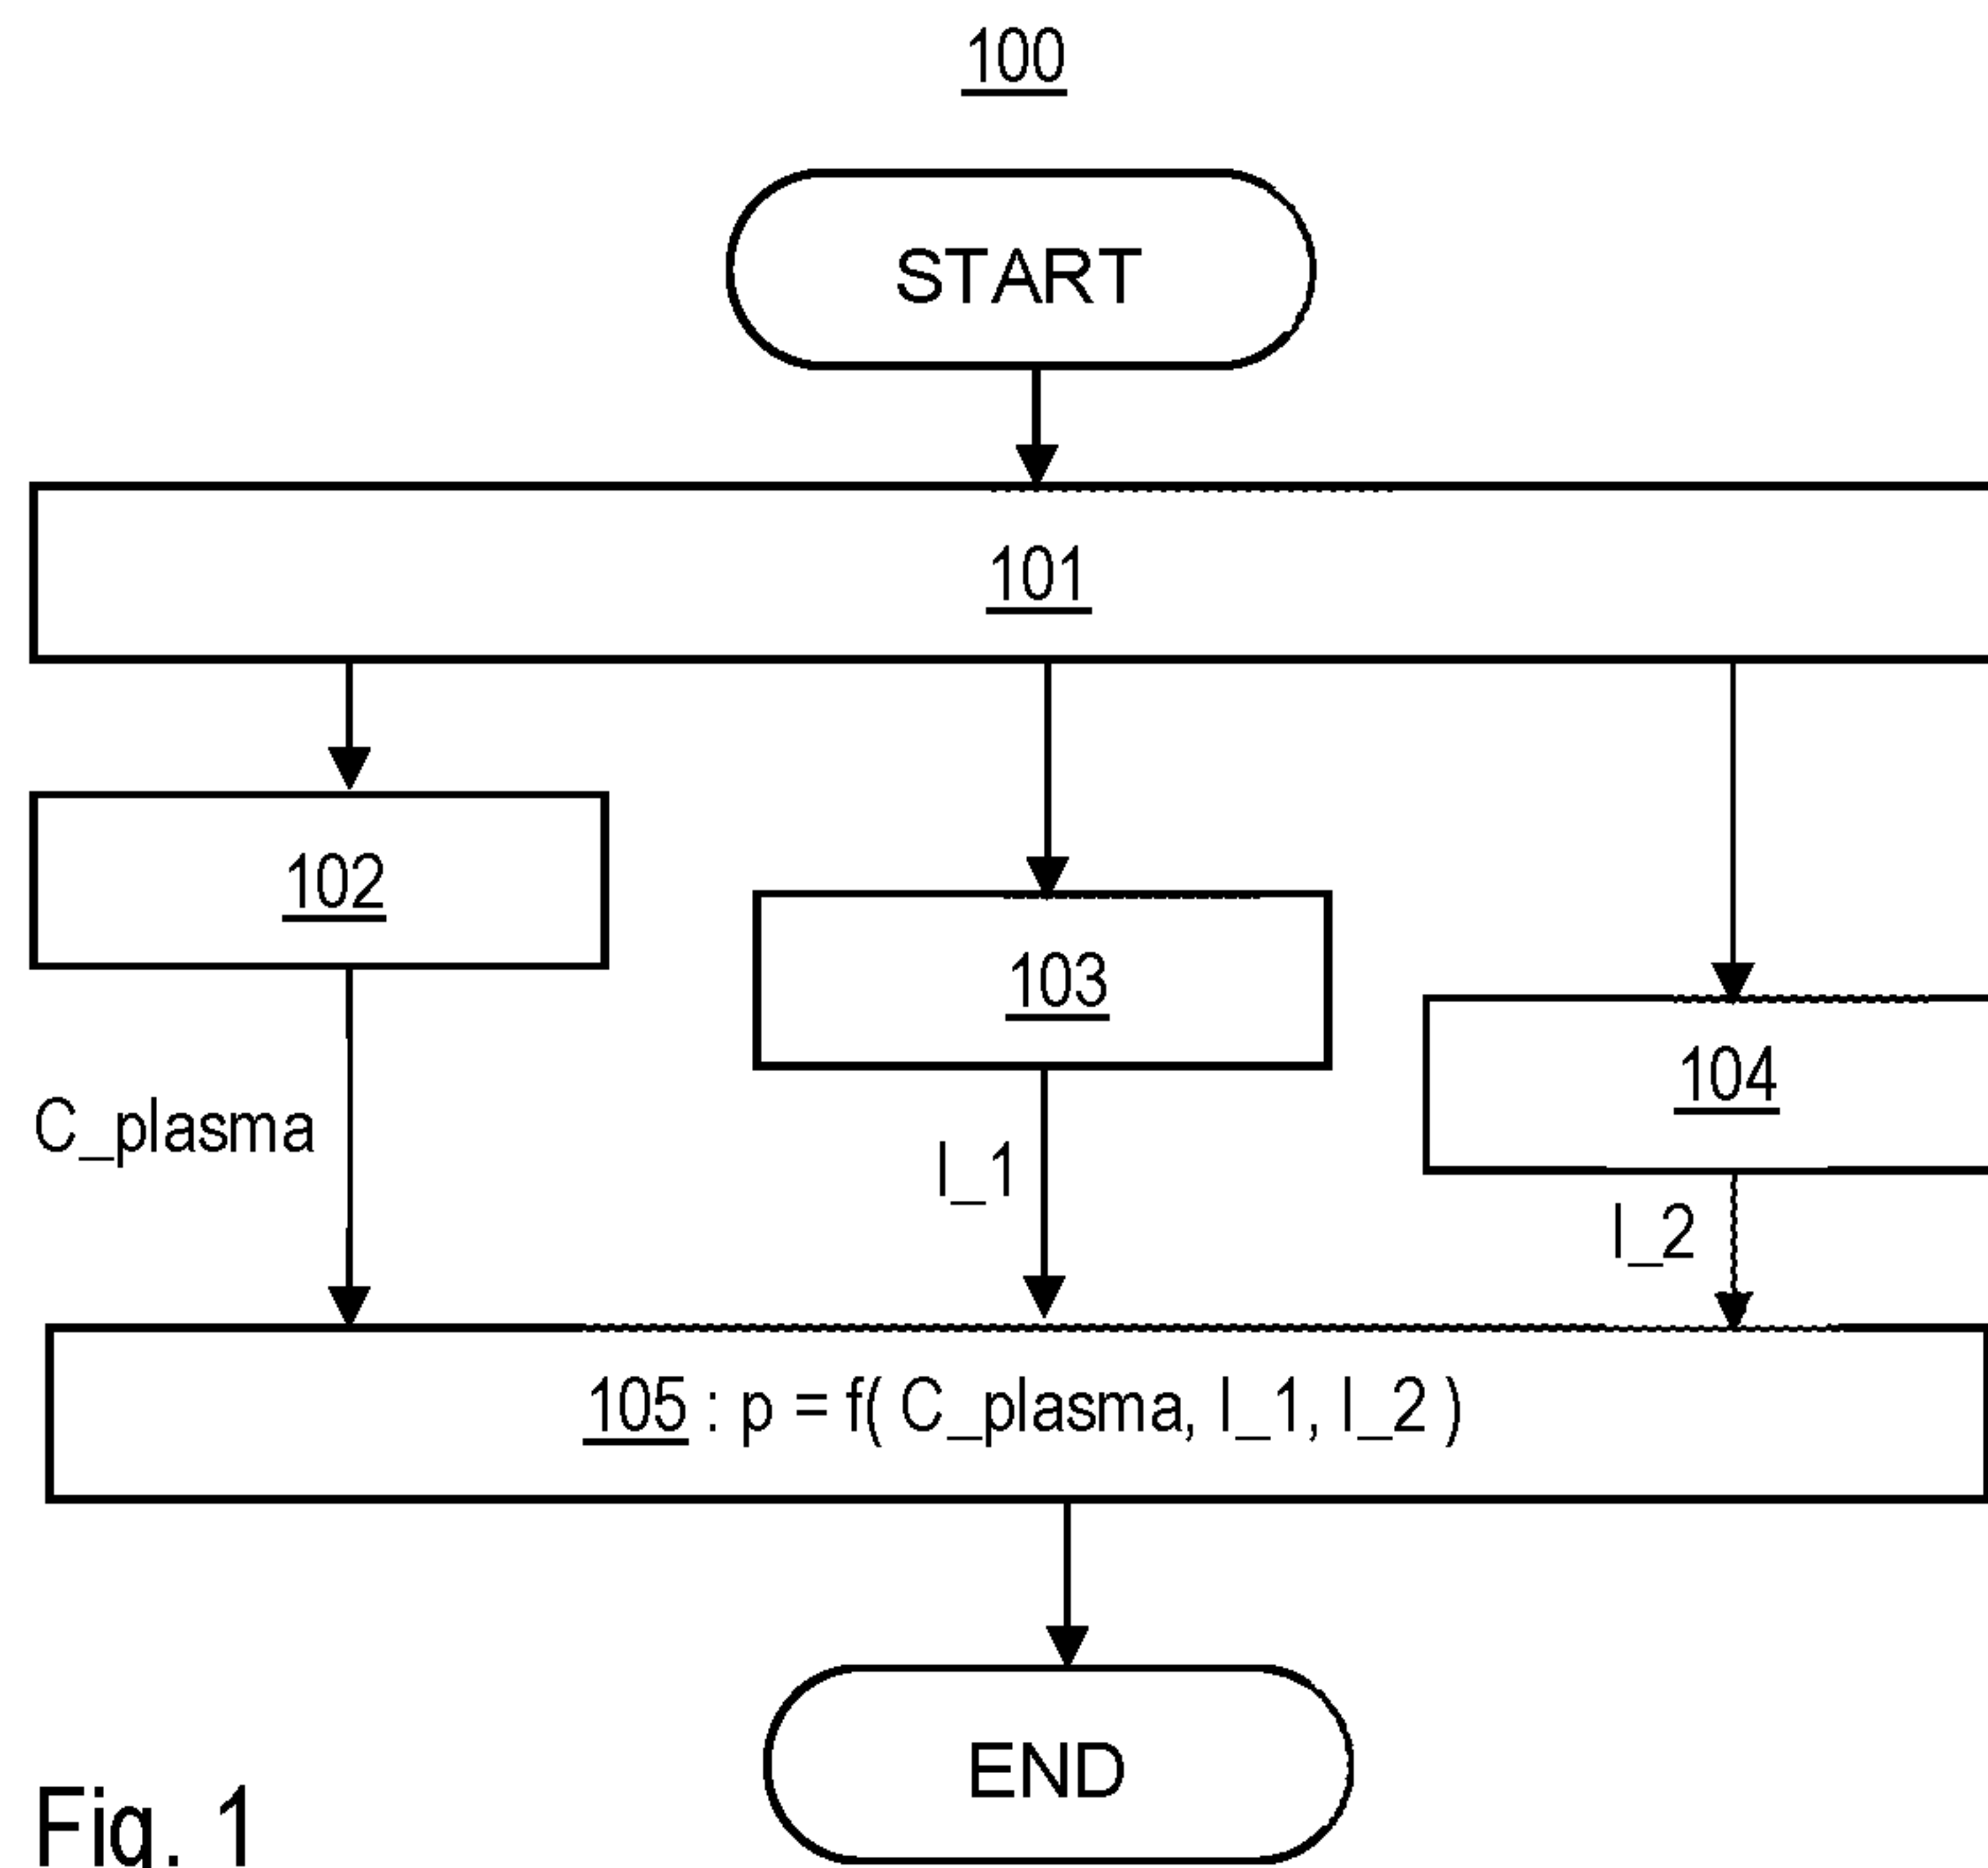 100
START
101
102
103
104
C_plasma
I_1
I_2
105 : p = f( C_plasma, I_1, I_2 )
END
Fig. 1